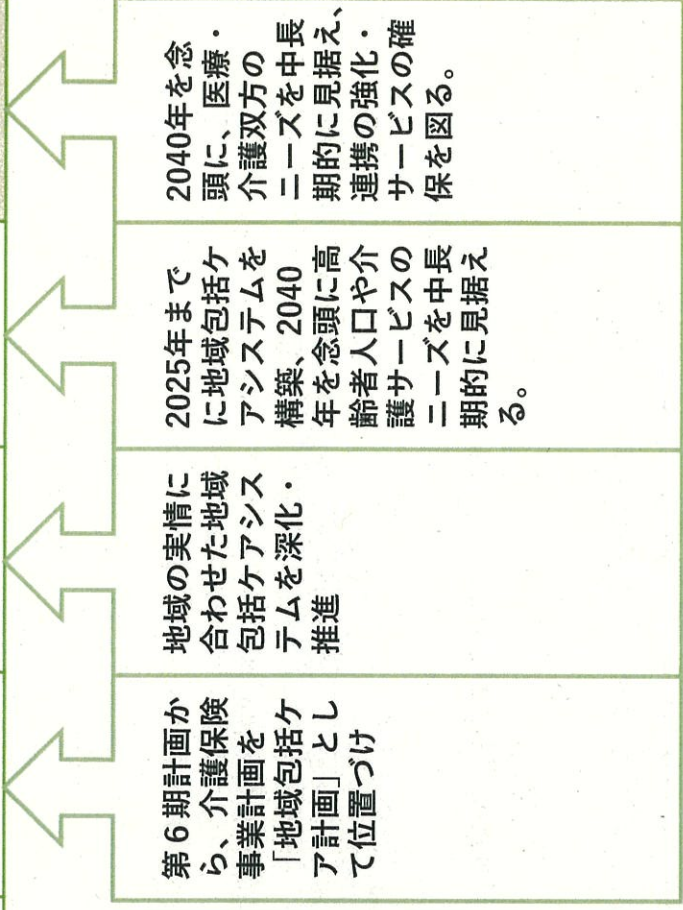 第6期計画か
ら、介護保険
事業計画を
「地域包括ケ
ア計画」とし
て位置づけ
地域の実情に
合わせた地域
包括ケアシス
テムを深化・
推進
2025年まで
に地域包括ケ
アシステムを
構築、2040
年を念頭に高
齢者人口や介
護サービスの
ニーズを中長
期的に見据え
る。
2040年を念
頭に、医療・
介護双方の
ニーズを中長
期的に見据え、
連携の強化・
サービスの確
保を図る。